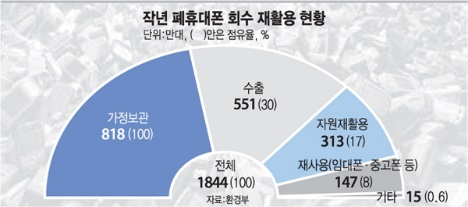 작년 폐휴대폰 회수 재활용 현황
단위:만대, ( )안은 점유율, %
가정보관
818 (100)
수출
551 (30)
자원재활용
313 (17)
재사용(임대폰·중고폰 등)
147 (8)
기타 15 (0.6)
전체
1844 (100)
자료:환경부